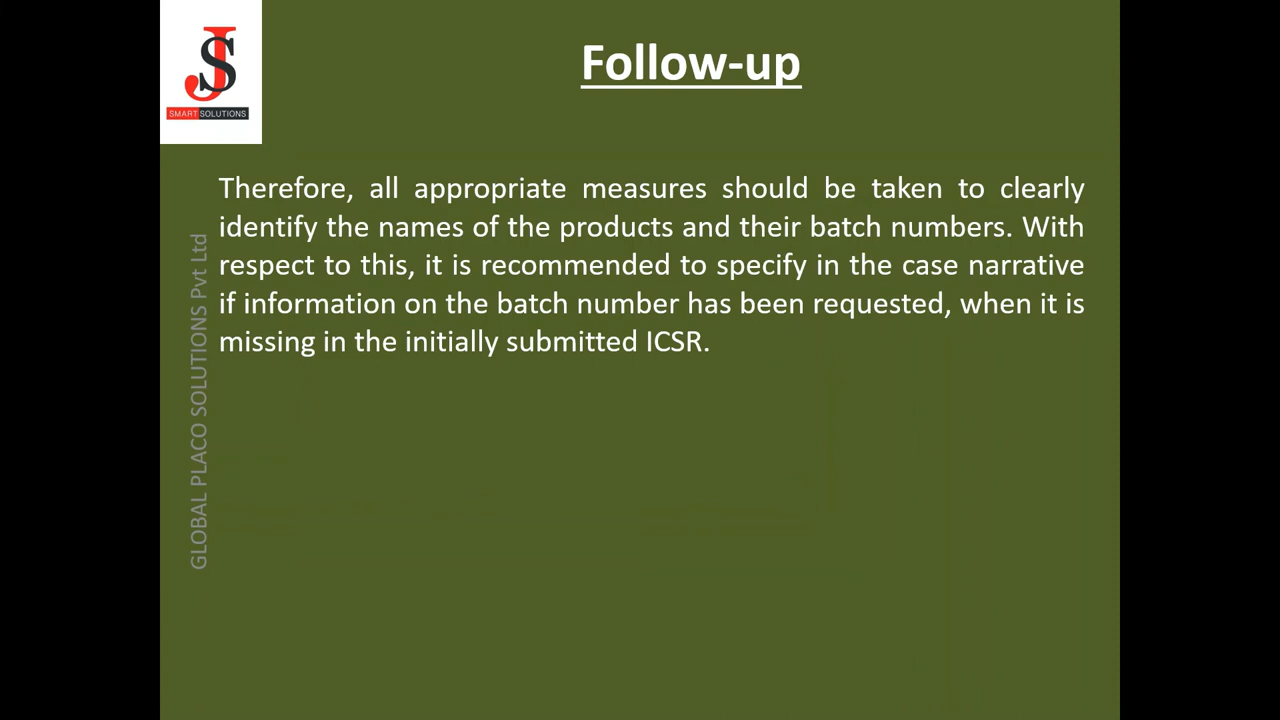 JS
SMART SOLUTIONS
Follow-up
Therefore, all appropriate measures should be taken to clearly
identify the names of the products and their batch numbers. With
respect to this, it is recommended to specify in the case narrative
if information on the batch number has been requested, when it is
missing in the initially submitted ICSR.
GLOBAL PLACO SOLUTIONS Pvt Ltd